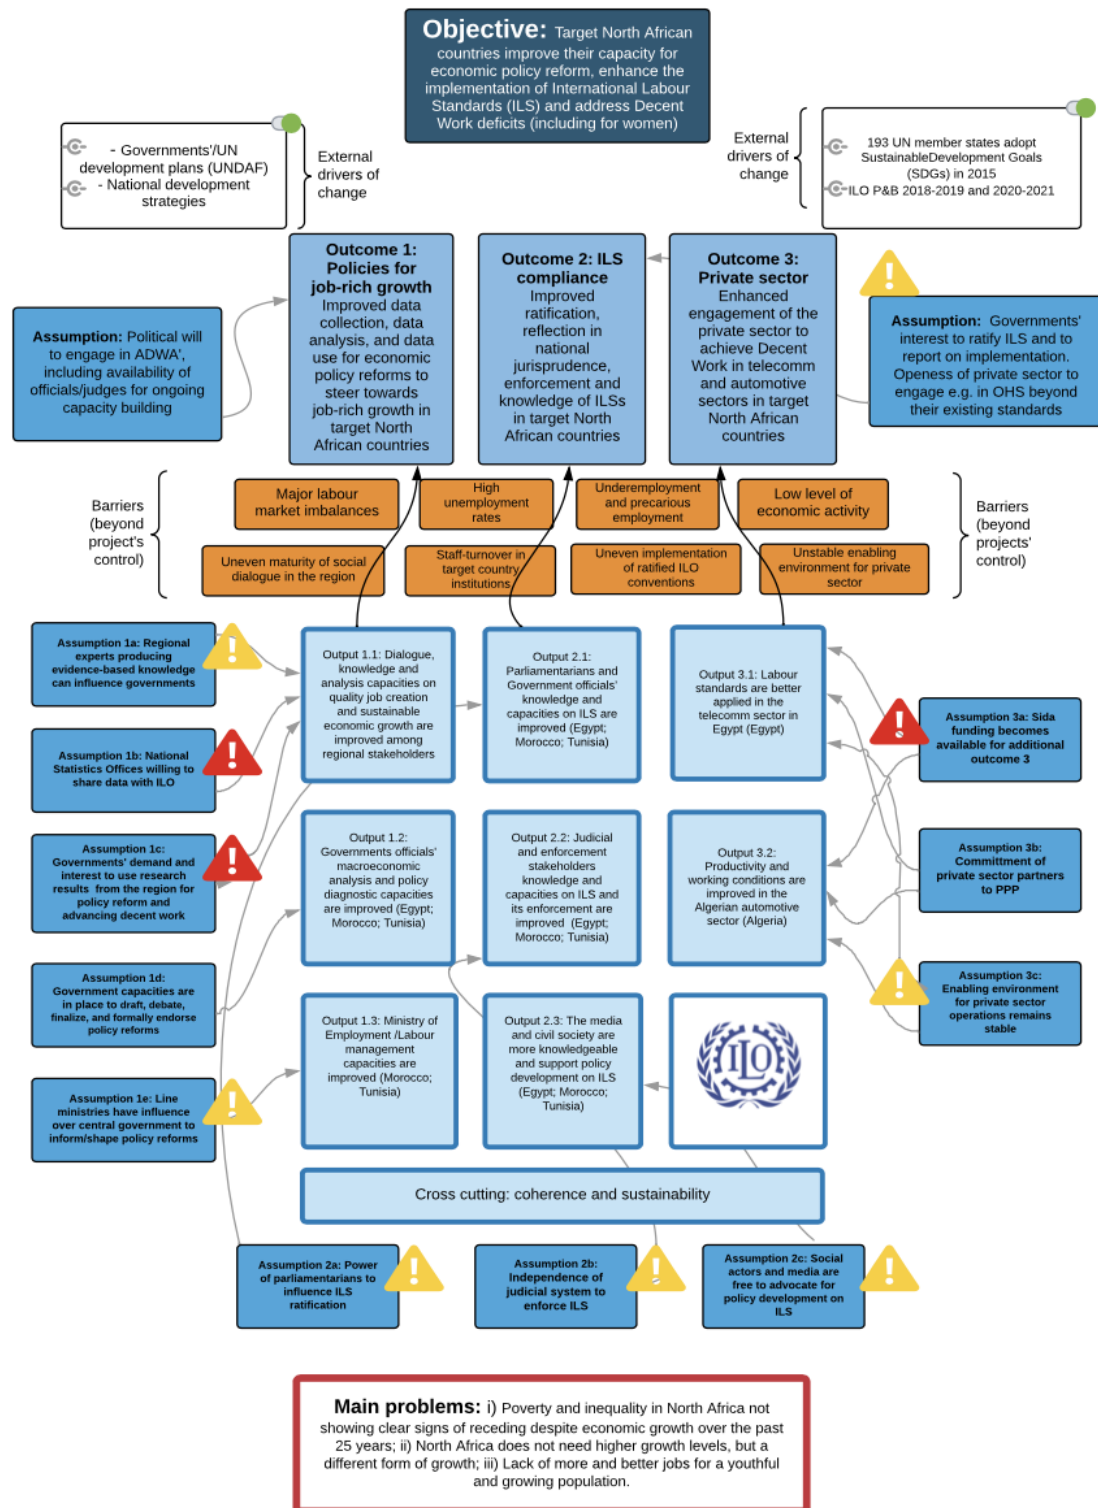 Objective: Target North African
countries improve their capacity for
economic policy reform, enhance the
implementation of International Labour
Standards (ILS) and address Decent
Work deficits (including for women)
- Governments'/UN
development plans (UNDAF)
- National development
strategies
External
drivers of
change
External
drivers of
change
193 UN member states adopt
SustainableDevelopment Goals
(SDGs) in 2015
ILO P&B 2018-2019 and 2020-2021
Outcome 1:
Policies for
job-rich growth
Improved data
collection, data
analysis, and data
use for economic
policy reforms to
steer towards
job-rich growth in
target North
African countries
Outcome 2: ILS
compliance
Improved
ratification,
reflection in
national
jurisprudence,
enforcement and
knowledge of ILSs
in target North
African countries
Outcome 3:
Private sector
Enhanced
engagement of the
private sector to
achieve Decent
Work in telecomm
and automotive
sectors in target
North African
countries
Assumption: Political will
to engage in ADWA',
including availability of
officials/judges for ongoing
capacity building
Assumption: Governments'
interest to ratify ILS and to
report on implementation.
Openess of private sector to
engage e.g. in OHS beyond
their existing standards
Barriers
(beyond
project's
control)
Major labour
market imbalances
High
unemployment
rates
Underemployment
and precarious
employment
Low level of
economic activity
Uneven maturity of social
dialogue in the region
Staff-turnover in
target country
institutions
Uneven implementation
of ratified ILO
conventions
Unstable enabling
environment for private
sector
Barriers
(beyond
projects'
control)
Assumption 1a: Regional
experts producing
evidence-based knowledge
can influence governments
Assumption 1b: National
Statistics Offices willing to
share data with ILO
Assumption 1c:
Governments' demand and
interest to use research
results from the region for
policy reform and
advancing decent work
Assumption 1d:
Government capacities are
in place to draft, debate,
finalize, and formally endorse
policy reforms
Assumption 1e: Line
ministries have influence
over central government to
inform/shape policy reforms
Output 1.1: Dialogue,
knowledge and
analysis capacities on
quality job creation
and sustainable
economic growth are
improved among
regional stakeholders
Output 2.1:
Parliamentarians and
Government officials'
knowledge and
capacities on ILS are
improved (Egypt;
Morocco; Tunisia)
Output 3.1: Labour
standards are better
applied in the
telecomm sector in
Egypt (Egypt)
Output 1.2:
Governments officials'
macroeconomic
analysis and policy
diagnostic capacities
are improved (Egypt;
Morocco; Tunisia)
Output 2.2: Judicial
and enforcement
stakeholders
knowledge and
capacities on ILS and
its enforcement are
improved (Egypt;
Morocco; Tunisia)
Output 3.2:
Productivity and
working conditions are
improved in the
Algerian automotive
sector (Algeria)
Output 1.3: Ministry of
Employment /Labour
management
capacities are
improved (Morocco;
Tunisia)
Output 2.3: The media
and civil society are
more knowledgeable
and support policy
development on ILS
(Egypt; Morocco;
Tunisia)
ILO
Assumption 3a: Sida
funding becomes
available for additional
outcome 3
Assumption 3b:
Committment of
private sector partners
to PPP
Assumption 3c:
Enabling environment
for private sector
operations remains
stable
Cross cutting: coherence and sustainability
Assumption 2a: Power
of parliamentarians to
influence ILS
ratification
Assumption 2b:
Independence of
judicial system to
enforce ILS
Assumption 2c: Social
actors and media are
free to advocate for
policy development on
ILS
Main problems: i) Poverty and inequality in North Africa not
showing clear signs of receding despite economic growth over the past
25 years; ii) North Africa does not need higher growth levels, but a
different form of growth; iii) Lack of more and better jobs for a youthful
and growing population.